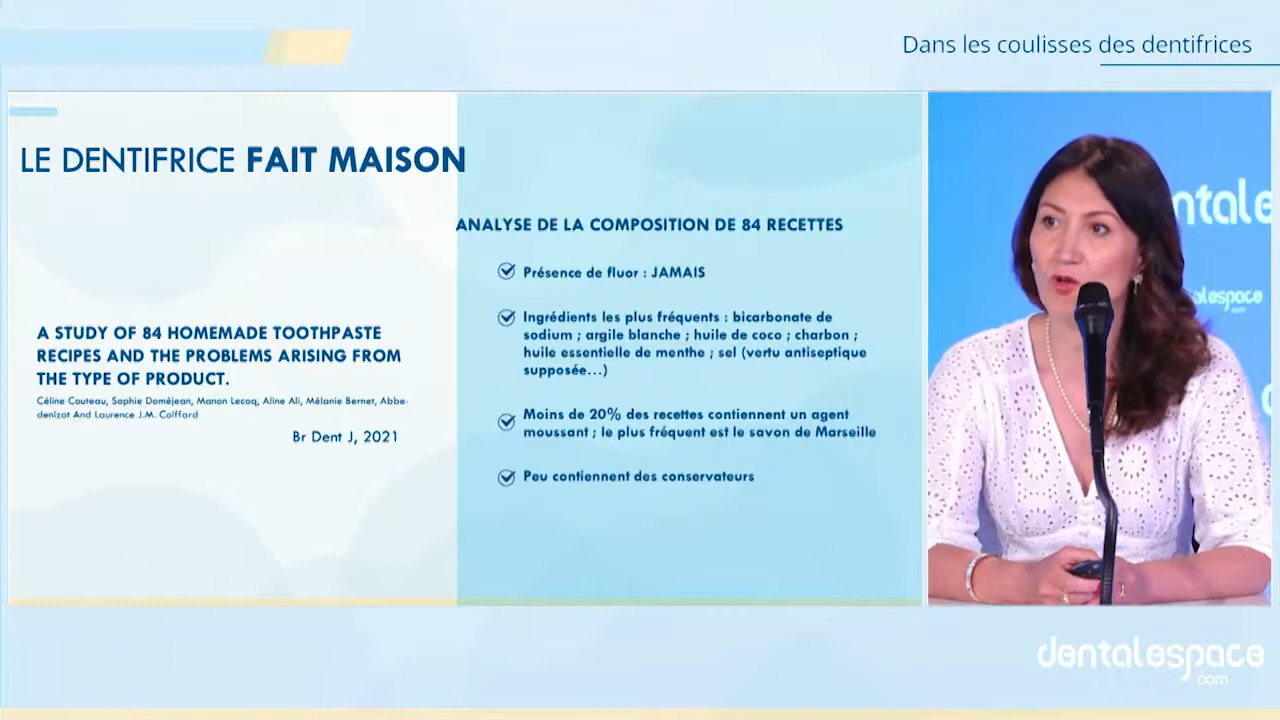 Dans les coulisses des dentifrices
LE DENTIFRICE FAIT MAISON
A STUDY OF 84 HOMEMADE TOOTHPASTE
RECIPES AND THE PROBLEMS ARISING FROM
THE TYPE OF PRODUCT.
Céline Couteau, Sophie Doméjean, Manon Lecoq, Aline Ali, Mélanie Bernet, Abbe-
denizot And Laurence J.M. Coiffard
Br Dent J, 2021
ANALYSE DE LA COMPOSITION DE 84 RECETTES
Présence de fluor : JAMAIS
Ingrédients les plus fréquents : bicarbonate de
sodium ; argile blanche ; huile de coco ; charbon ;
huile essentielle de menthe ; sel (vertu antiseptique
supposée...)
Moins de 20% des recettes contiennent un agent
moussant ; le plus fréquent est le savon de Marseille
Peu contiennent des conservateurs
ntale
talespace
dentalespace
.com